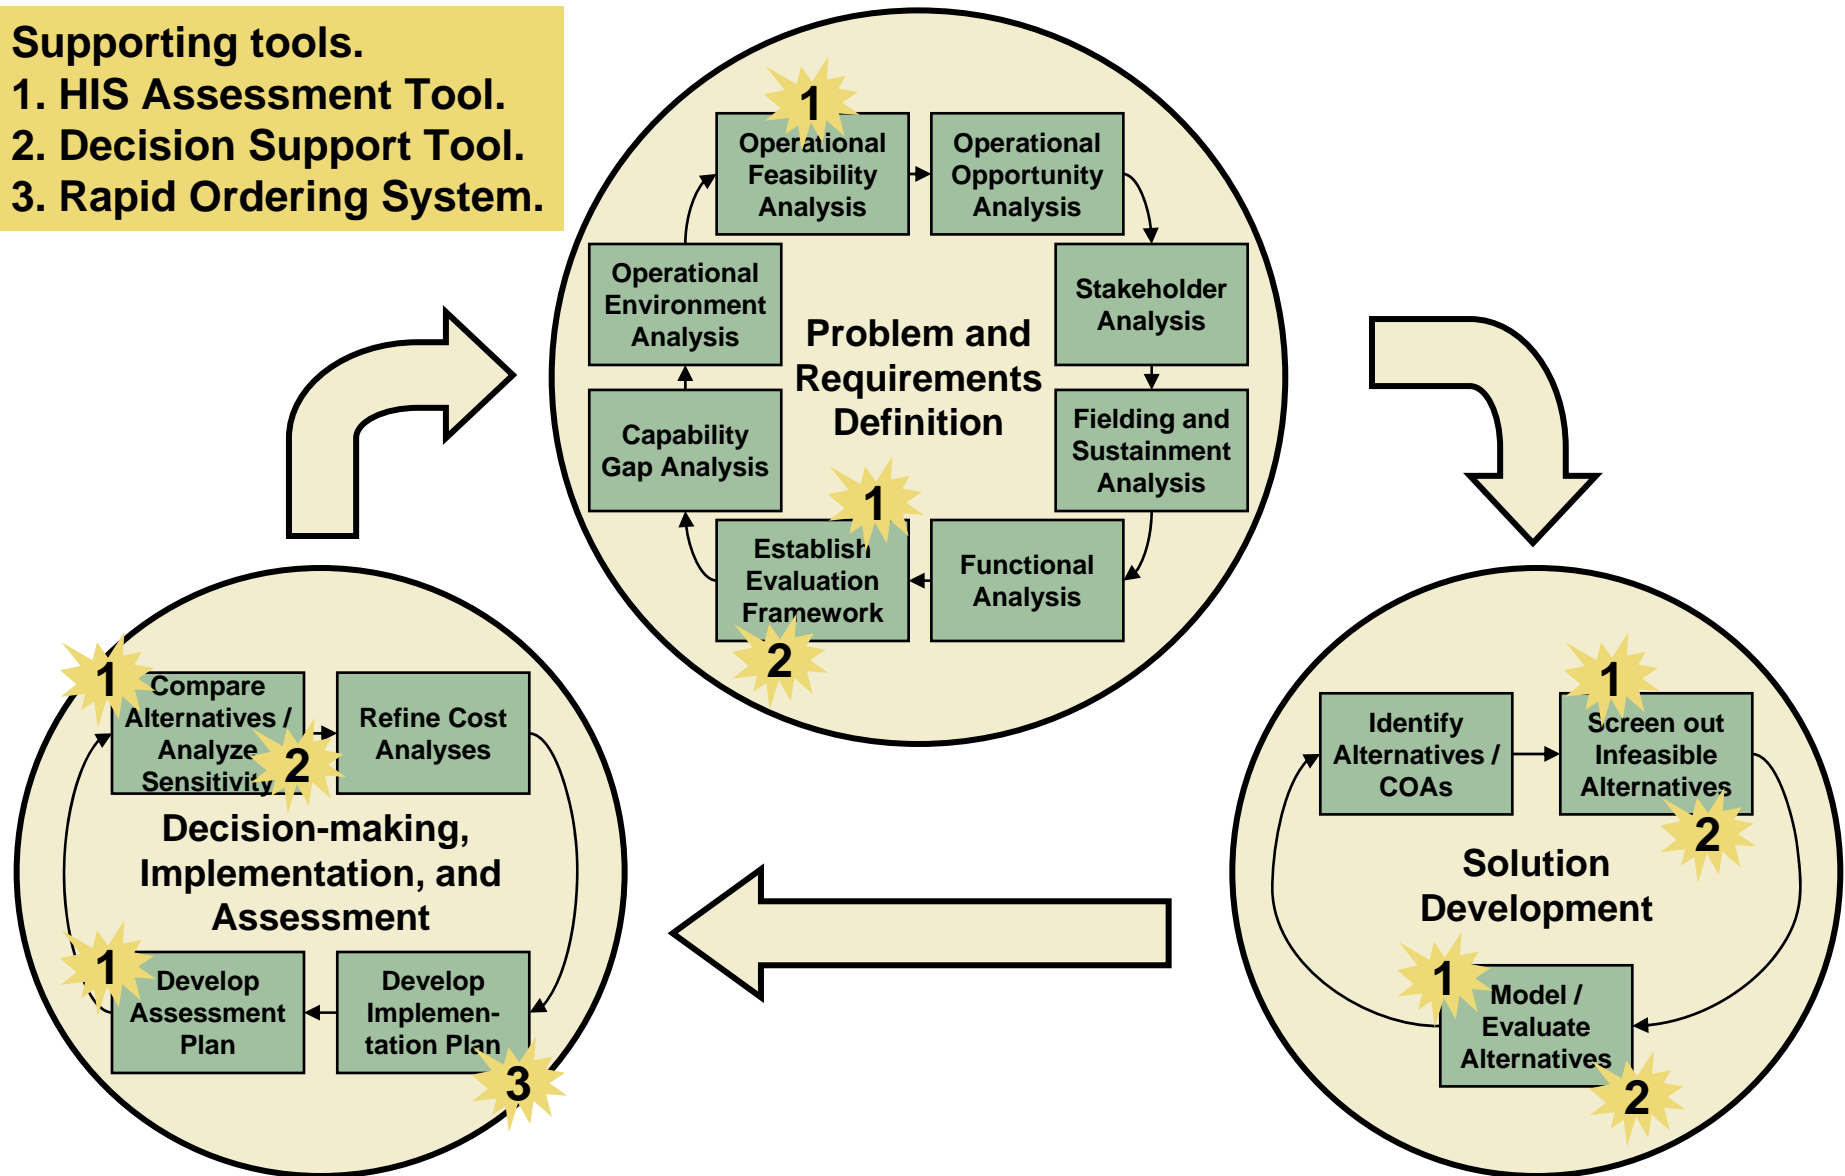 Supporting tools.
1. HIS Assessment Tool.
2. Decision Support Tool.
3. Rapid Ordering System.
1
Operational
Feasibility
Analysis
Operational
Opportunity
Analysis
Operational
Environment
Analysis
Stakeholder
Analysis
Problem and
Requirements
Definition
Capability
Gap Analysis
Fielding and
Sustainment
Analysis
1
Establish
Evaluation
Framework
2
Functional
Analysis
1
Compare
Alternatives /
Analyze
Sensitivity
2
Refine Cost
Analyses
Decision-making,
Implementation, and
Assessment
1
Develop
Assessment
Plan
Develop
Implemen-
tation Plan
3
Identify
Alternatives /
COAs
1
Screen out
Infeasible
Alternatives
2
Solution
Development
1
Model /
Evaluate
Alternatives
2